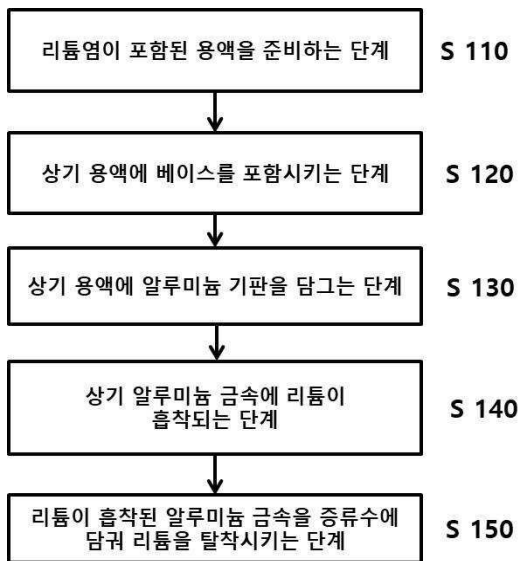 리튬염이 포함된 용액을 준비하는 단계 S 110
상기 용액에 베이스를 포함시키는 단계 S 120
상기 용액에 알루미늄 기판을 담그는 단계 S 130
상기 알루미늄 금속에 리튬이
흡착되는 단계 S 140
리튬이 흡착된 알루미늄 금속을 증류수에
담궈 리튬을 탈착시키는 단계 S 150